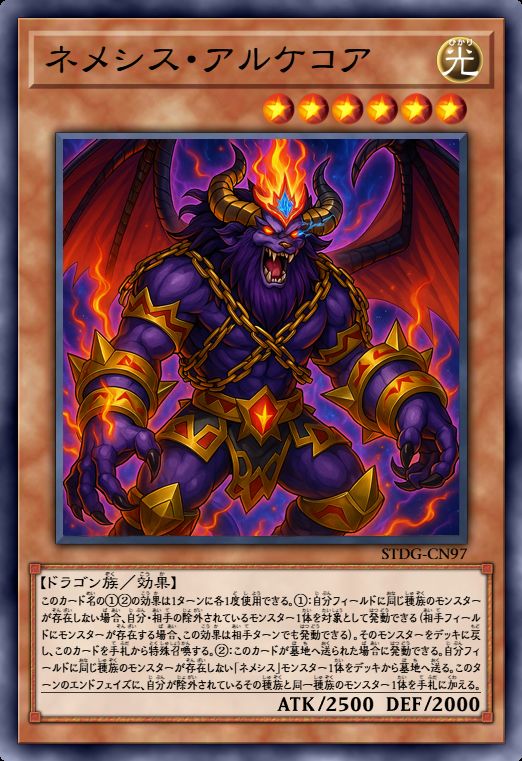 ネメシス・アルケコア
光
STDG-CN97
【ドラゴン族／効果】
このカード名の①②の効果は1ターンに各1度使用できる。①:自分フィールドに同じ種族のモンスター
が存在しない場合、自分・相手の除外されているモンスター1体を対象として発動できる(相手フィール
ドにモンスターが存在する場合、この効果は相手ターンでも発動できる)。そのモンスターをデッキに戻
し、このカードを手札から特殊召喚する。②:このカードが墓地へ送られた場合に発動できる。自分フィ
ールドに同じ種族のモンスターが存在しない「ネメシス」モンスター1体をデッキから墓地へ送る。このタ
ーンのエンドフェイズに、自分が除外されているその種族と同一種族のモンスター1体を手札に加える。
ATK/2500 DEF/2000